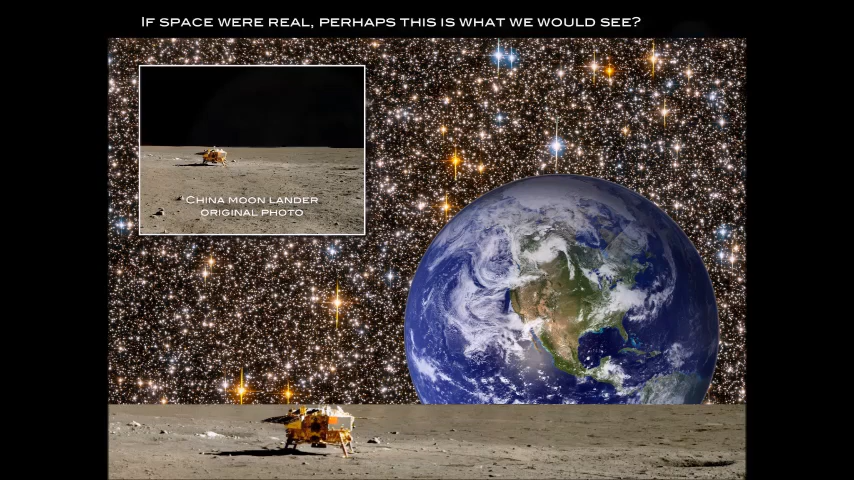 If space were real, perhaps this is what we would see?
*China moon lander
original photo